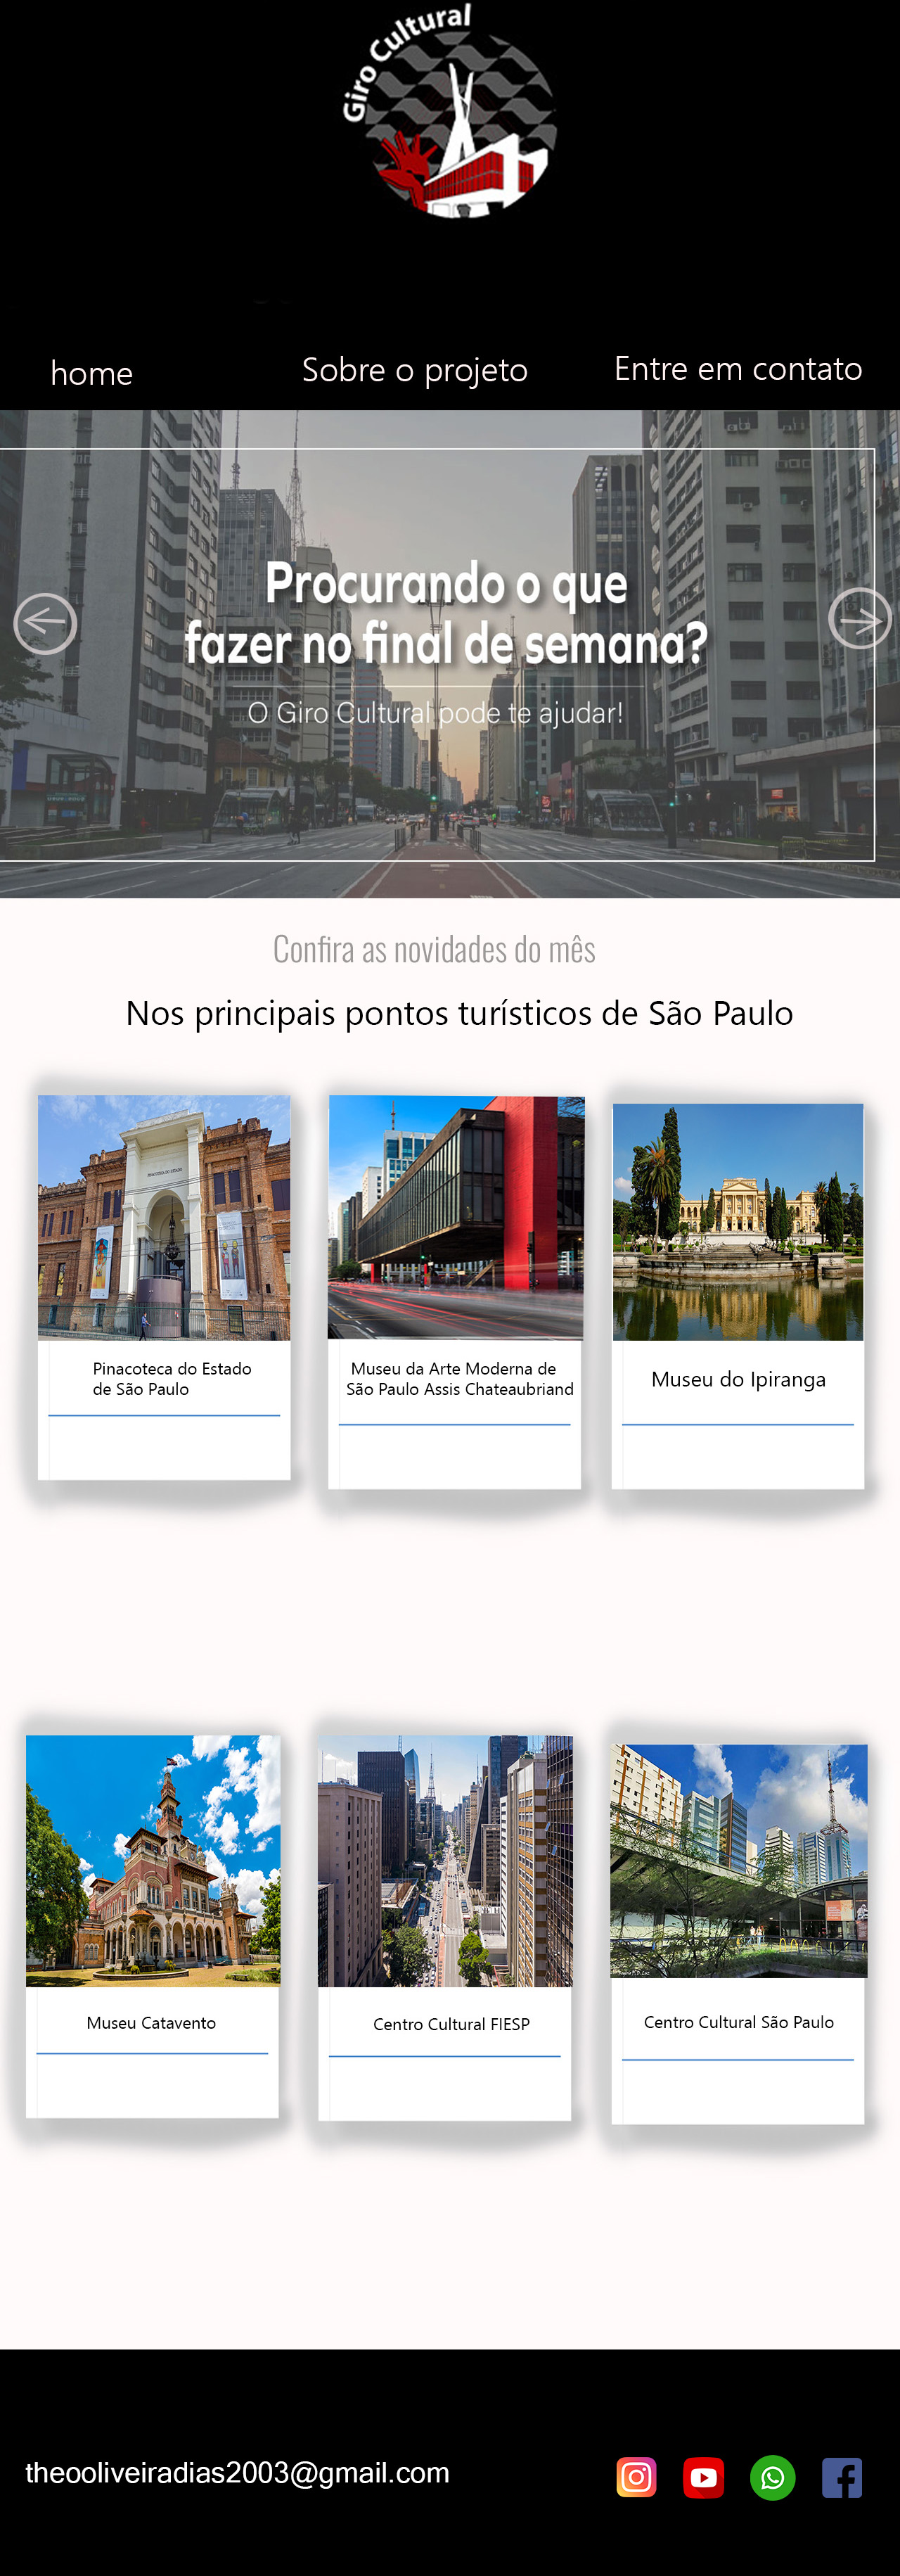 Giro Cultural
home
Sobre o projeto
Entre em contato
Procurando o que
fazer no final de semana?
O Giro Cultural pode te ajudar!
Confira as novidades do mês
Nos principais pontos turísticos de São Paulo
PINACOTECA DO ESTADO
Pinacoteca do Estado
de São Paulo
Museu da Arte Moderna de
São Paulo Assis Chateaubriand
Museu do Ipiranga
Museu Catavento
Centro Cultural FIESP
Centro Cultural São Paulo
theooliveiradias2003@gmail.com